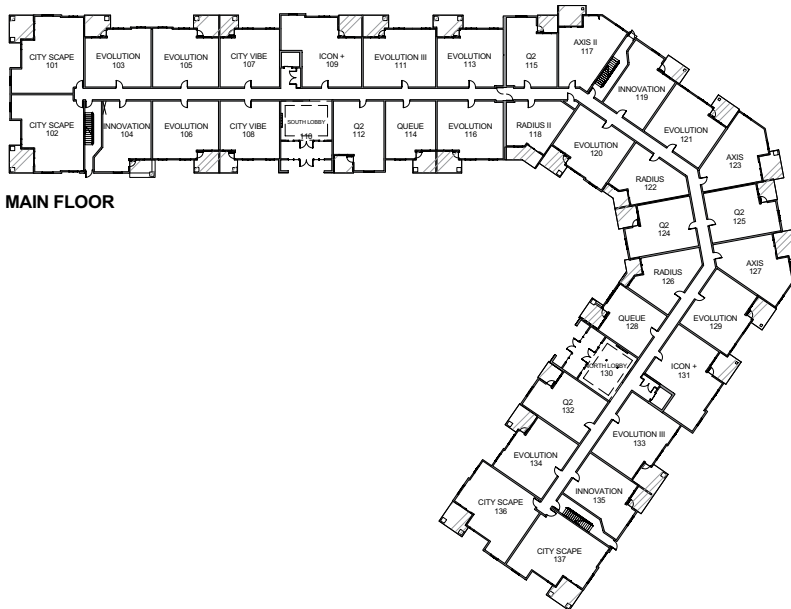 CITY SCAPE
101
EVOLUTION
103
EVOLUTION
105
CITY VIBE
107
ICON +
109
EVOLUTION III
111
EVOLUTION
113
Q2
115
AXIS II
117
INNOVATION
119
EVOLUTION
121
AXIS
123
CITY SCAPE
102
INNOVATION
104
EVOLUTION
106
CITY VIBE
108
SOUTH LOBBY
110
Q2
112
QUEUE
114
EVOLUTION
116
RADIUS II
118
EVOLUTION
120
RADIUS
122
MAIN FLOOR
Q2
124
Q2
125
RADIUS
126
AXIS
127
QUEUE
128
EVOLUTION
129
NORTH LOBBY
130
ICON +
131
Q2
132
EVOLUTION III
133
EVOLUTION
134
INNOVATION
135
CITY SCAPE
136
CITY SCAPE
137